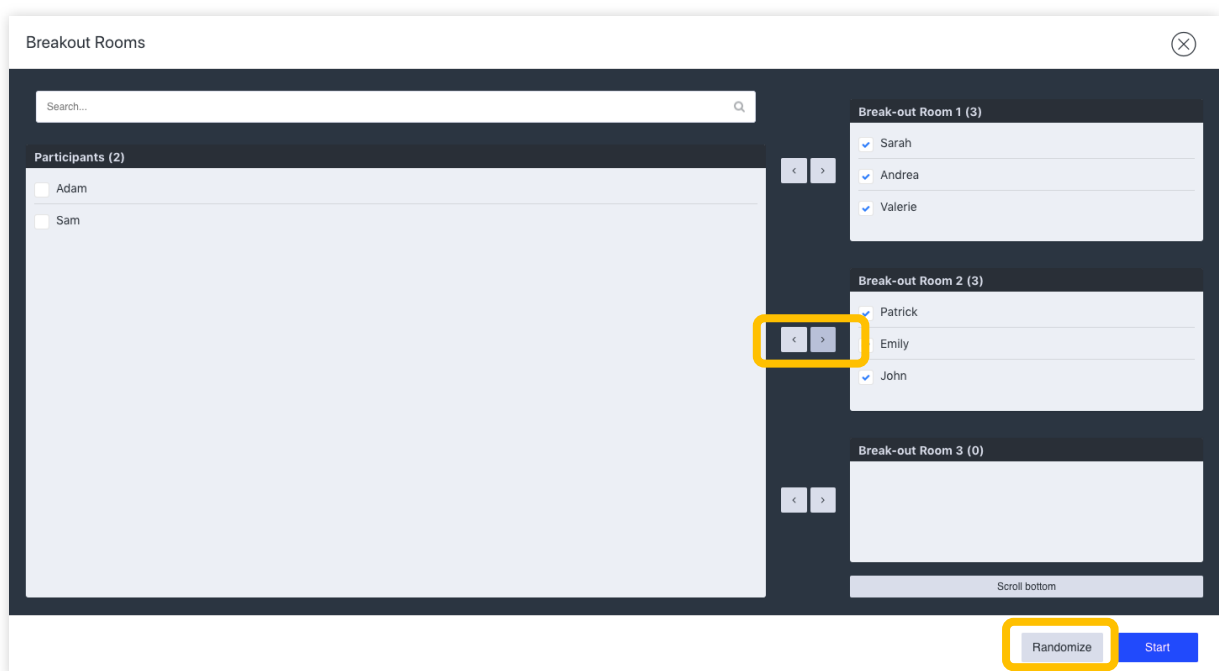 Breakout Rooms
Search...
Participants (2)
Adam
Sam
Break-out Room 1 (3)
Sarah
Andrea
Valerie
Break-out Room 2 (3)
Patrick
Emily
John
Break-out Room 3 (0)
Scroll bottom
Randomize
Start